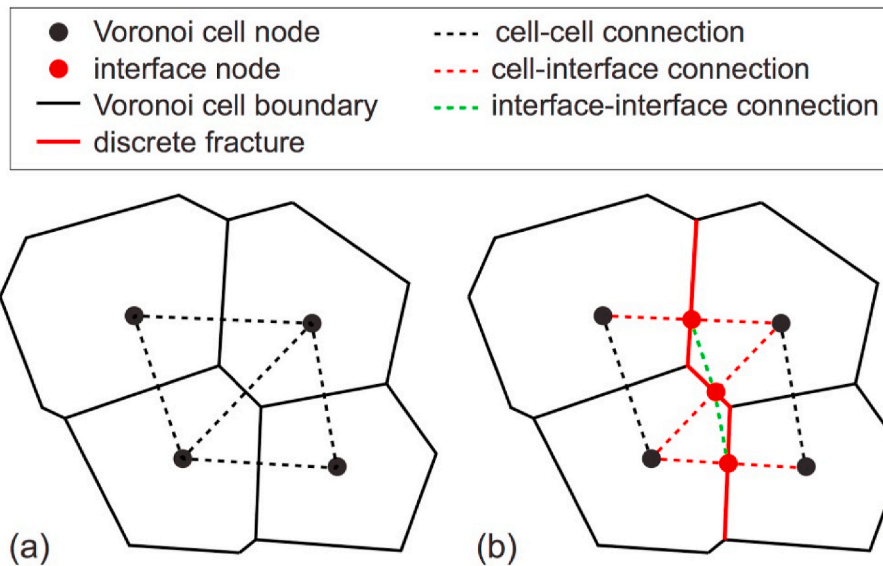 Voronoi cell node
interface node
Voronoi cell boundary
discrete fracture
cell-cell connection
cell-interface connection
interface-interface connection
(a)
(b)